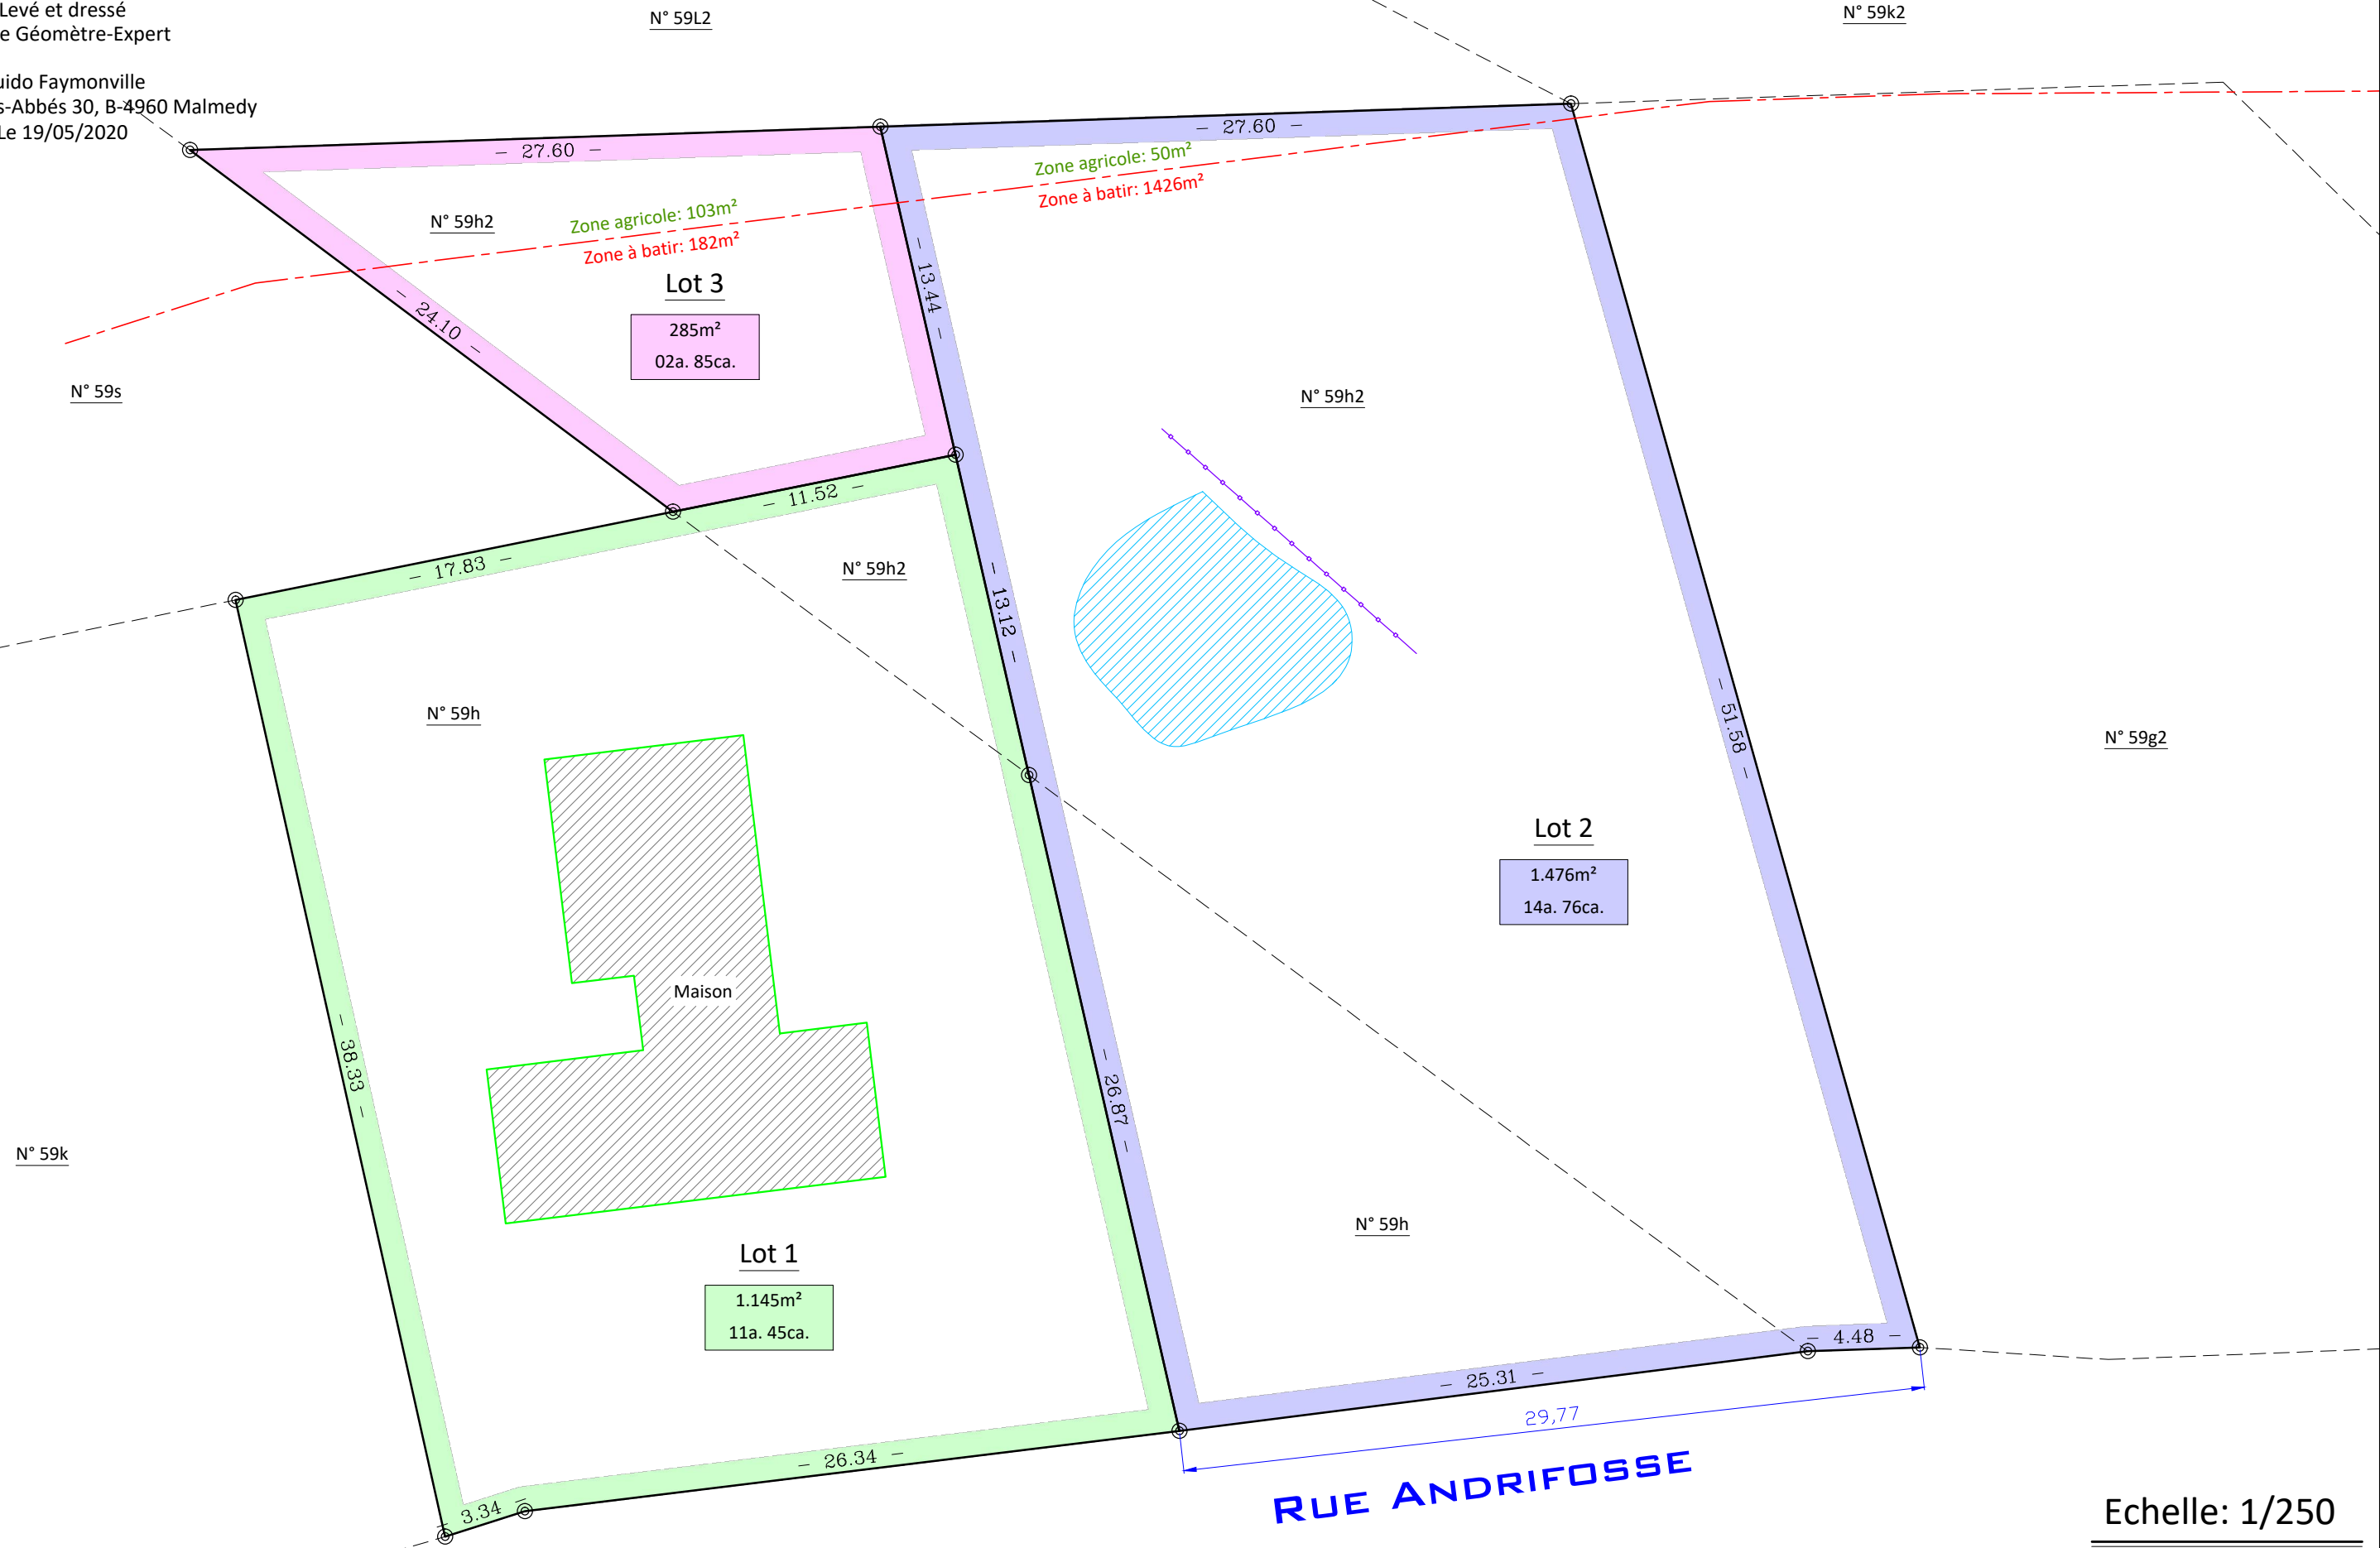 Levé et dressé
e Géomètre-Expert
uido Faymonville
s-Abbés 30, B-4960 Malmedy
Le 19/05/2020
N° 59L2
N° 59k2
– 27.60 –
– 27.60 –
Zone agricole: 50m²
Zone à batir: 1426m²
N° 59h2
Zone agricole: 103m²
Zone à batir: 182m²
– 13.44 –
Lot 3
285m²
02a. 85ca.
– 24.10 –
N° 59s
N° 59h2
– 11.52 –
– 17.83 –
N° 59h2
– 13.12 –
N° 59h
– 51.58 –
N° 59g2
Lot 2
1.476m²
14a. 76ca.
Maison
– 38.33 –
– 26.87 –
N° 59k
N° 59h
Lot 1
1.145m²
11a. 45ca.
– 4.48 –
– 25.31 –
29,77
– 26.34 –
– 3.34 –
Rue Andrifosse
Echelle: 1/250